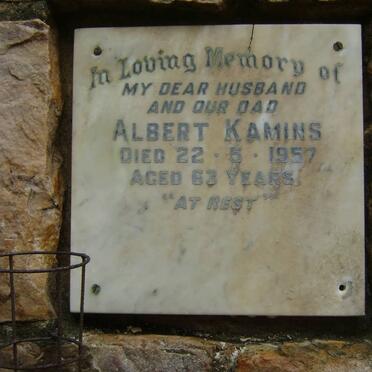 In Loving Memory of
MY DEAR HUSBAND
AND OUR DAD
ALBERT KAMINS
DIED 22 · 5 · 1957
AGED 63 YEARS
"AT REST"